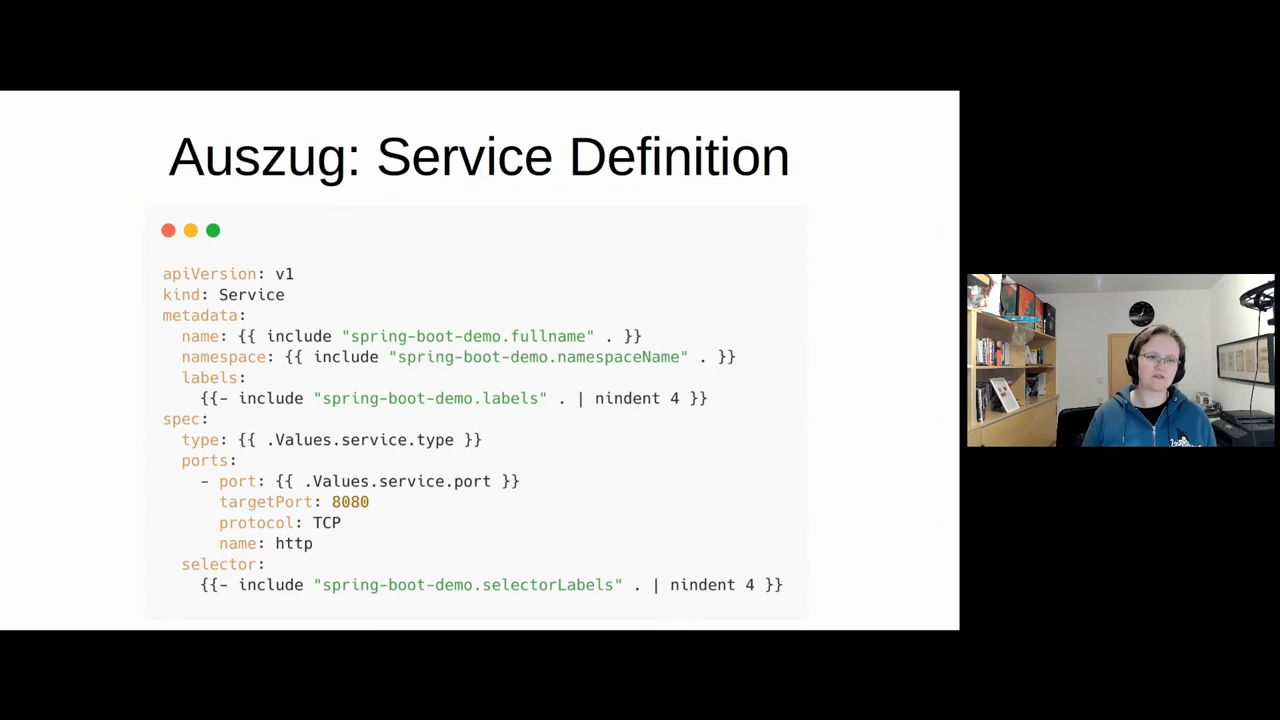 Auszug: Service Definition
apiVersion: v1
kind: Service
metadata:
  name: {{ include "spring-boot-demo.fullname" . }}
  namespace: {{ include "spring-boot-demo.namespaceName" . }}
  labels:
    {{- include "spring-boot-demo.labels" . | nindent 4 }}
spec:
  type: {{ .Values.service.type }}
  ports:
    - port: {{ .Values.service.port }}
      targetPort: 8080
      protocol: TCP
      name: http
  selector:
    {{- include "spring-boot-demo.selectorLabels" . | nindent 4 }}